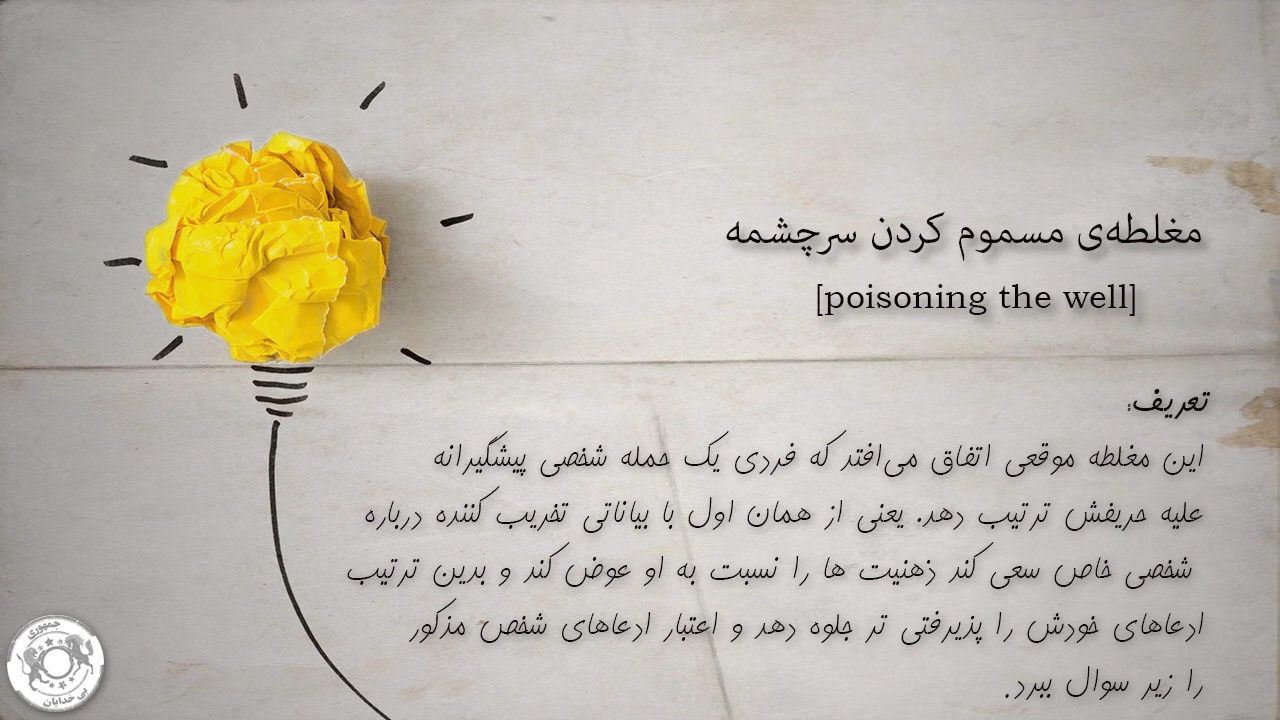 مغلطه‌ی مسموم کردن سرچشمه
[poisoning the well]
تعریف:
این مغلطه موقعی اتفاق می‌افتد که فردی یک حمله شخصی پیشگیرانه
علیه حریفش ترتیب دهد. یعنی از همان اول با بیاناتی تخریب کننده درباره
شخصی خاص سعی کند ذهنیت ها را نسبت به او عوض کند و بدین ترتیب
ادعاهای خودش را پذیرفتنی تر جلوه دهد و اعتبار ادعاهای شخص مذکور
را زیر سوال ببرد.
جمهوری
بی خدایان